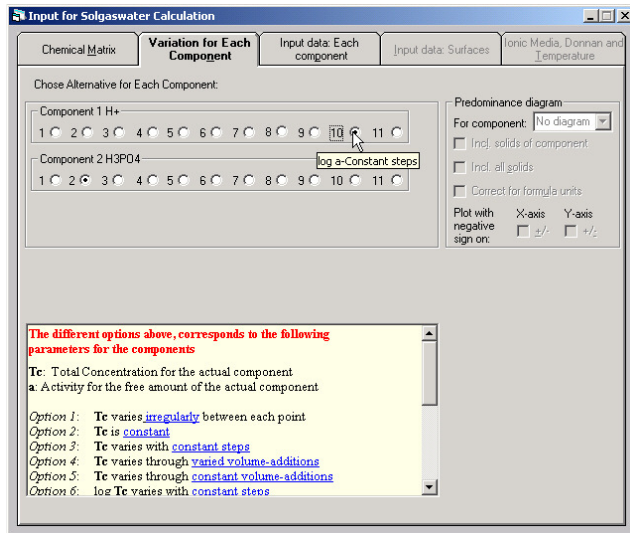 Input for Solgaswater Calculation
Chemical Matrix
Variation for Each
Component
Input data: Each
component
Input data: Surfaces
Ionic Media, Donnan and
Temperature
Chose Alternative for Each Component:
Component 1 H+
1 2 3 4 5 6 7 8 9 10 11
log a-Constant steps
Component 2 H3PO4
1 2 3 4 5 6 7 8 9 10 11
Predominance diagram
For component: No diagram
Incl. solids of component
Incl. all solids
Correct for formula units
Plot with
negative
sign on:
X-axis Y-axis
+/- +/-
The different options above, corresponds to the following
parameters for the components
Tc: Total Concentration for the actual component
a: Activity for the free amount of the actual component
Option 1: Tc varies irregularly between each point
Option 2: Tc is constant
Option 3: Tc varies with constant steps
Option 4: Tc varies through varied volume-additions
Option 5: Tc varies through constant volume-additions
Option 6: log Tc varies with constant steps